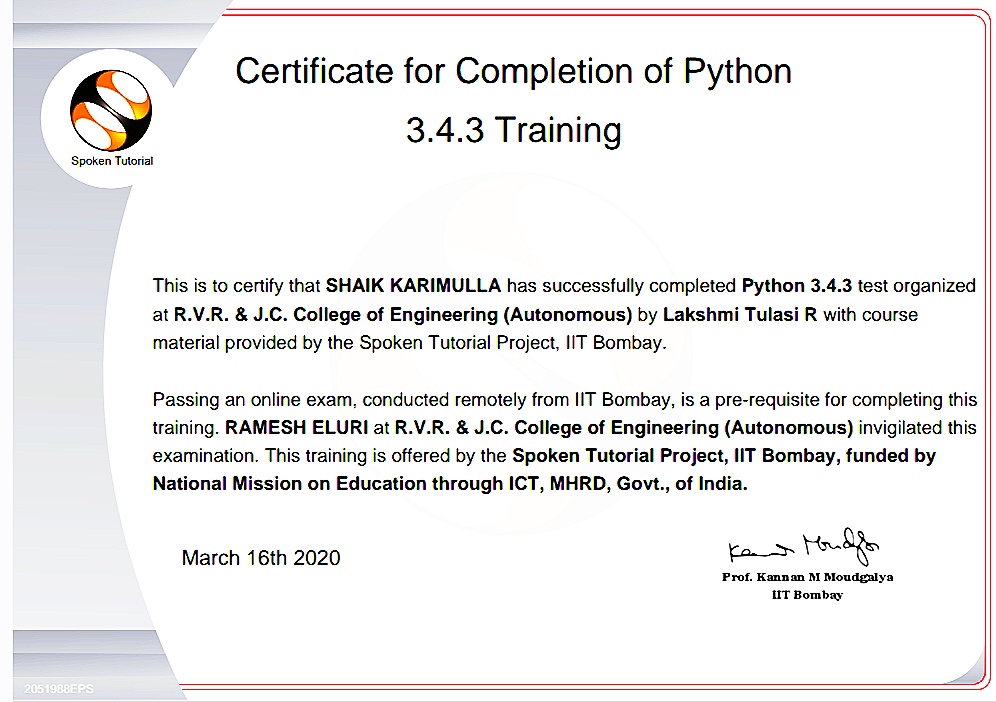 Certificate for Completion of Python
3.4.3 Training
Spoken Tutorial
This is to certify that SHAIK KARIMULLA has successfully completed Python 3.4.3 test organized
at R.V.R. & J.C. College of Engineering (Autonomous) by Lakshmi Tulasi R with course
material provided by the Spoken Tutorial Project, IIT Bombay.
Passing an online exam, conducted remotely from IIT Bombay, is a pre-requisite for completing this
training. RAMESH ELURI at R.V.R. & J.C. College of Engineering (Autonomous) invigilated this
examination. This training is offered by the Spoken Tutorial Project, IIT Bombay, funded by
National Mission on Education through ICT, MHRD, Govt., of India.
March 16th 2020
Kannan Moudgalya
Prof. Kannan M Moudgalya
IIT Bombay
2051988EPS